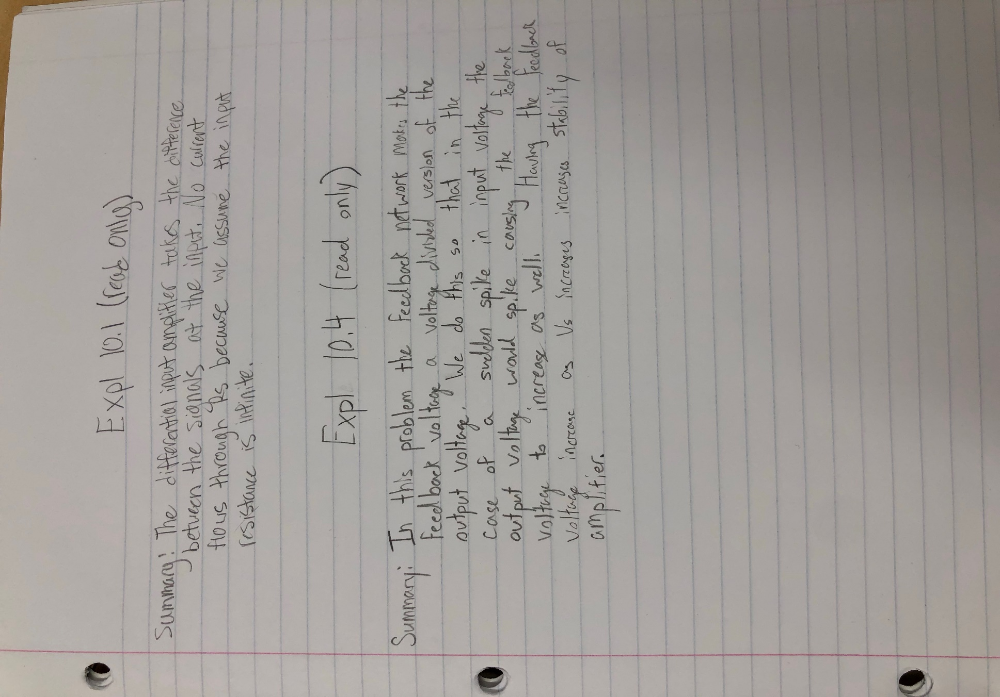 Expl 10.1 (read only)
Summary: The differential input amplifier takes the difference
between the signals at the input. No current
flows through Rs because we assume the input
resistance is infinite.
Expl 10.4 (read only)
Summary: In this problem the feedback network makes the
feedback voltage a voltage divided version of the
output voltage. We do this so that in the
case of a sudden spike in input voltage the
output voltage would spike causing the feedback
voltage to increase as well. Having the feedback
voltage increase as Vs increases increases stability of
amplifier.